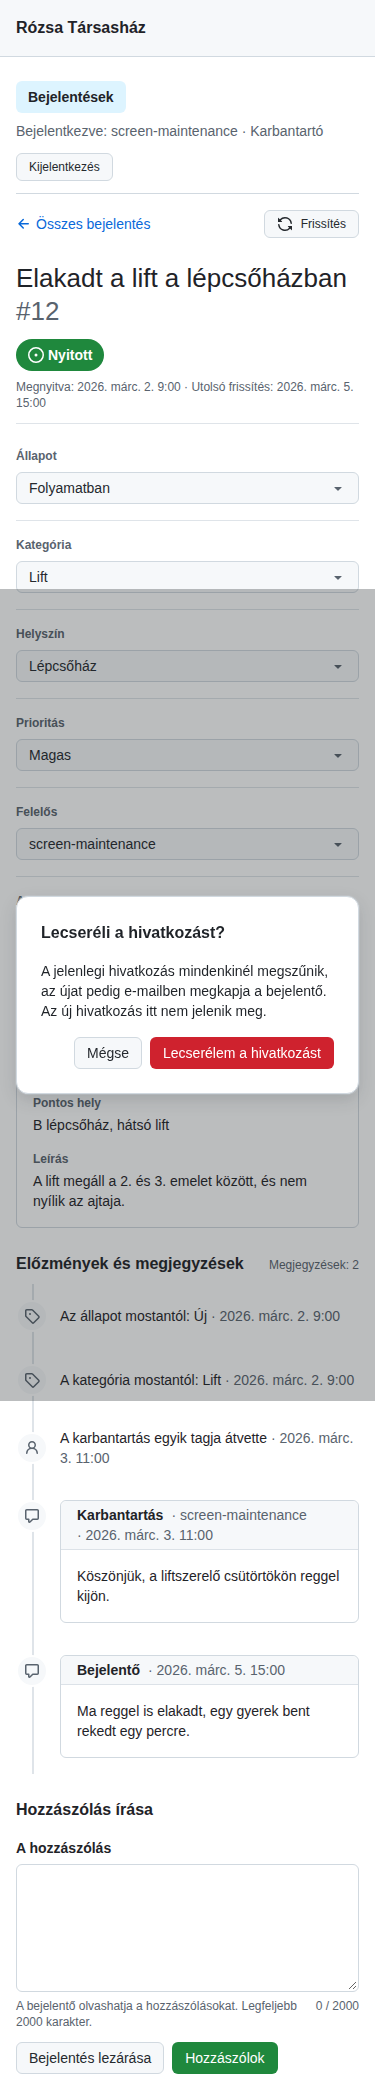 Rózsa Társasház
Bejelentések
Bejelentkezve: screen-maintenance · Karbantartó
Kijelentkezés
Összes bejelentés
Frissítés
Elakadt a lift a lépcsőházban
#12
Nyitott
Megnyitva: 2026. márc. 2. 9:00 · Utolsó frissítés: 2026. márc. 5.
15:00
Állapot
Folyamatban
Kategória
Lift
Helyszín
Lépcsőház
Prioritás
Magas
Felelős
screen-maintenance
Lecseréli a hivatkozást?
A jelenlegi hivatkozás mindenkinél megszűnik,
az újat pedig e-mailben megkapja a bejelentő.
Az új hivatkozás itt nem jelenik meg.
Mégse
Lecserélem a hivatkozást
Pontos hely
B lépcsőház, hátsó lift
Leírás
A lift megáll a 2. és 3. emelet között, és nem
nyílik az ajtaja.
Előzmények és megjegyzések
Megjegyzések: 2
Az állapot mostantól: Új · 2026. márc. 2. 9:00
A kategória mostantól: Lift · 2026. márc. 2. 9:00
A karbantartás egyik tagja átvette · 2026. márc.
3. 11:00
Karbantartás · screen-maintenance
· 2026. márc. 3. 11:00
Köszönjük, a liftszerelő csütörtökön reggel
kijön.
Bejelentő · 2026. márc. 5. 15:00
Ma reggel is elakadt, egy gyerek bent
rekedt egy percre.
Hozzászólás írása
A hozzászólás
A bejelentő olvashatja a hozzászólásokat. Legfeljebb
2000 karakter.
0 / 2000
Bejelentés lezárása
Hozzászólok